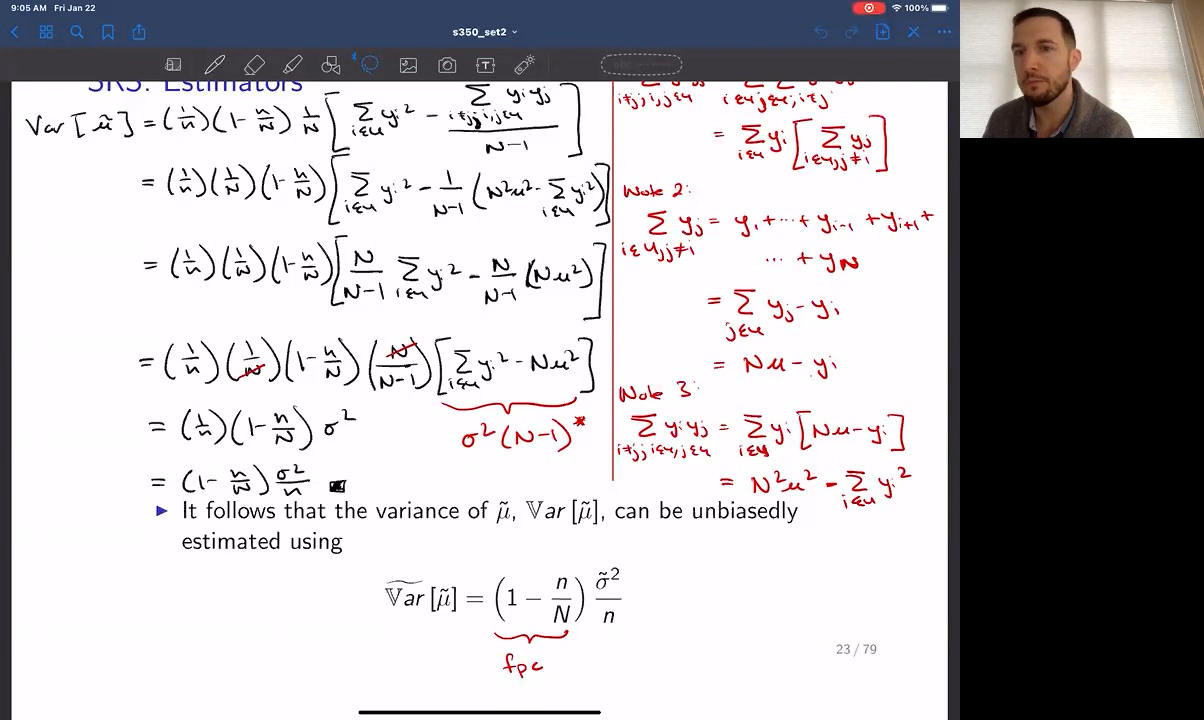 9:05 AM Fri Jan 22
100%
s350_set2
SRS: Estimators
Var[μ̃] = (1/n)(1-n/N) 1/N [ Σ_{i∈u} yi² - Σ_{i≠j, i,j∈u} yiyj / N-1 ]
= (1/n)(1/N)(1-n/N)[ Σ_{i∈u} yi² - 1/N-1 (N²μ² - Σ_{i∈u} yi²) ]
= (1/n)(1/N)(1-n/N)[ N/N-1 Σ_{i∈u} yi² - N/N-1 (Nμ²) ]
= (1/n)(1/N)(1-n/N)(N/N-1)[ Σ_{i∈u} yi² - Nμ² ]
σ²(N-1)*
= (1/n)(1-n/N) σ²
= (1-n/N) σ²/n ■
= Σ_{i∈u} yi [ Σ_{i∈u, j≠i} yj ]
Note 2:
Σ_{i∈u, j≠i} yj = y1 + ... + yi-1 + yi+1 +
... + yN
= Σ_{j∈u} yj - yi
= Nμ - yi
Note 3:
Σ_{i≠j, i∈u, j∈u} yiyj = Σ_{i∈u} yi [Nμ - yi]
= N²μ² - Σ_{i∈u} yi²
► It follows that the variance of μ̃, 𝕍ar [μ̃], can be unbiasedly
estimated using
𝕍ar~ [μ̃] = (1 − n/N) σ̃²/n
fpc
23 / 79